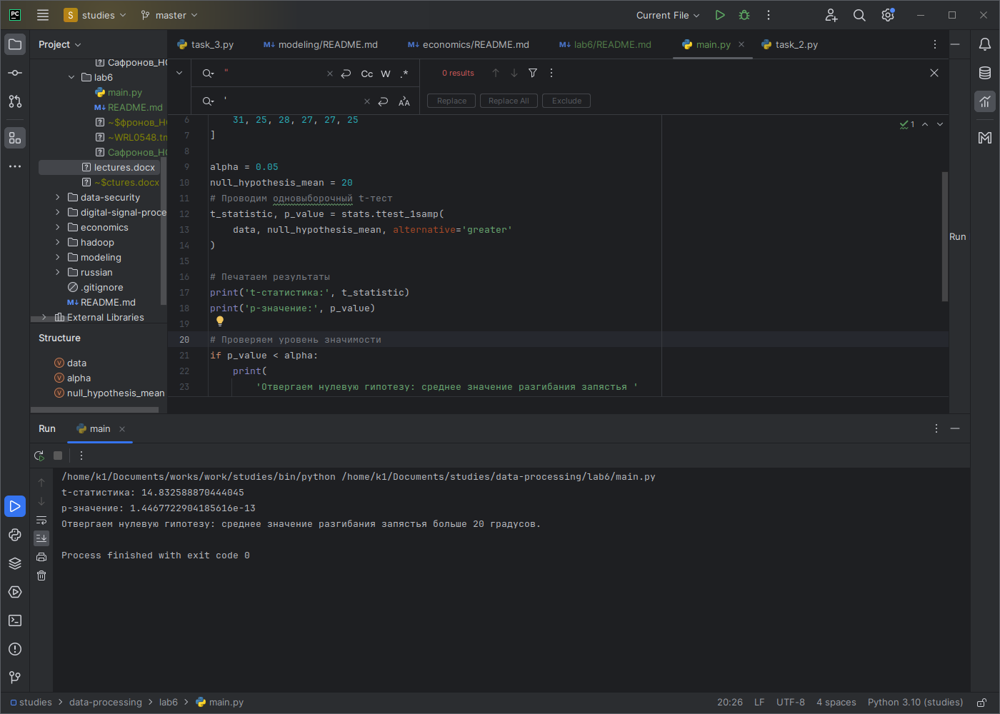 PC S studies master Current File
Project
task_3.py modeling/README.md economics/README.md lab6/README.md main.py task_2.py
" Cc W .* 0 results
' Replace Replace All Exclude
Сафронов_НС
lab6
main.py
README.md
~$фронов_НС
~WRL0548.tm
Сафронов_НС
lectures.docx
~$ctures.docx
data-security
digital-signal-proce
economics
hadoop
modeling
russian
.gitignore
README.md
External Libraries
Structure
data
alpha
null_hypothesis_mean
6 31, 25, 28, 27, 27, 25
7 ]
8
9 alpha = 0.05
10 null_hypothesis_mean = 20
11 # Проводим одновыборочный t-тест
12 t_statistic, p_value = stats.ttest_1samp(
13 data, null_hypothesis_mean, alternative='greater'
14 )
15
16 # Печатаем результаты
17 print('t-статистика:', t_statistic)
18 print('p-значение:', p_value)
19
20 # Проверяем уровень значимости
21 if p_value < alpha:
22 print(
23 'Отвергаем нулевую гипотезу: среднее значение разгибания запястья '
1
Run
Run main
/home/k1/Documents/works/work/studies/bin/python /home/k1/Documents/studies/data-processing/lab6/main.py
t-статистика: 14.832588870444045
p-значение: 1.4467722904185616e-13
Отвергаем нулевую гипотезу: среднее значение разгибания запястья больше 20 градусов.
Process finished with exit code 0
studies > data-processing > lab6 > main.py 20:26 LF UTF-8 4 spaces Python 3.10 (studies)